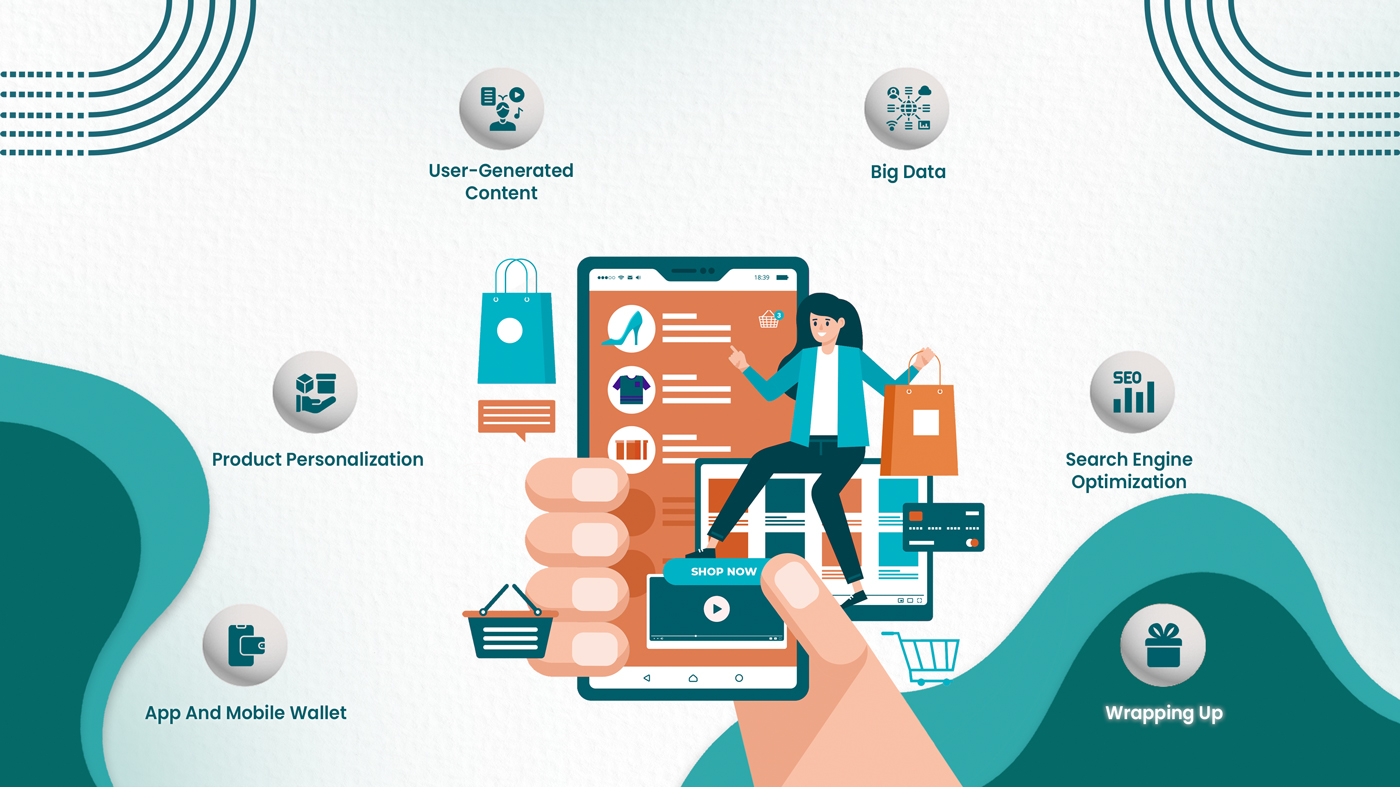 User-Generated
Content
Big Data
18:39
3
Product Personalization
SEO
Search Engine
Optimization
SHOP NOW
App And Mobile Wallet
Wrapping Up